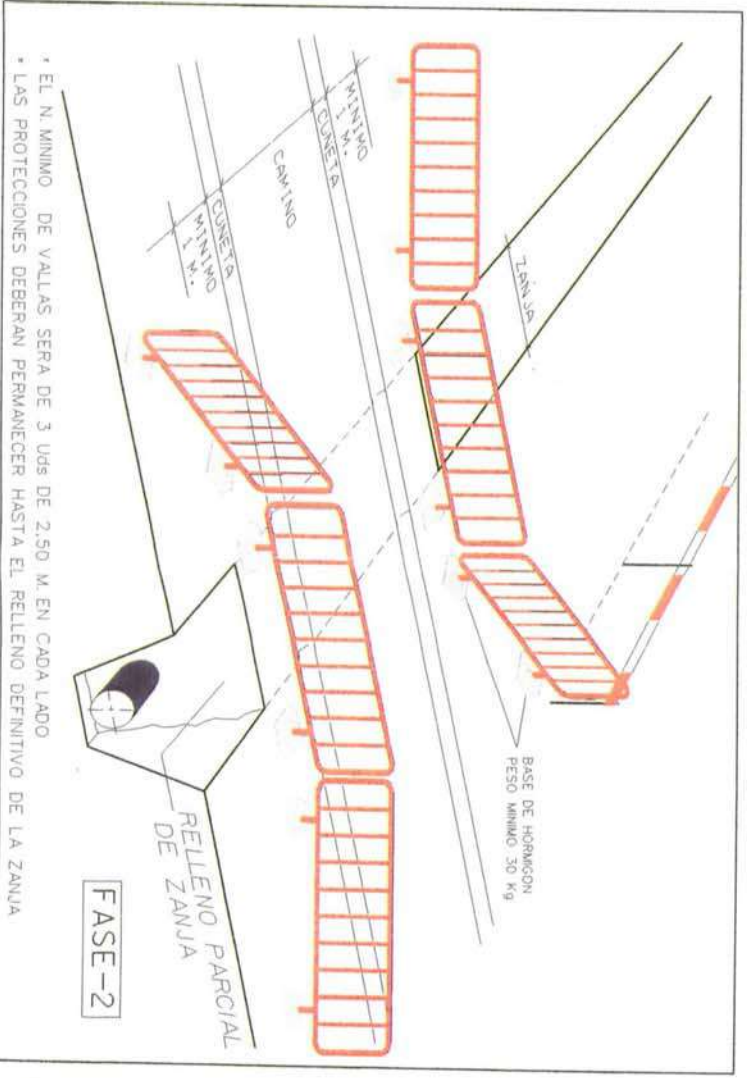 ZANJA
MINIMO
1 M.
CUNETA
CAMINO
CUNETA
MINIMO
1 M.
BASE DE HORMIGON
PESO MINIMO 30 Kg
RELLENO PARCIAL
DE ZANJA
FASE-2
* EL N. MINIMO DE VALLAS SERA DE 3 Uds DE 2.50 M. EN CADA LADO
* LAS PROTECCIONES DEBERAN PERMANECER HASTA EL RELLENO DEFINITIVO DE LA ZANJA